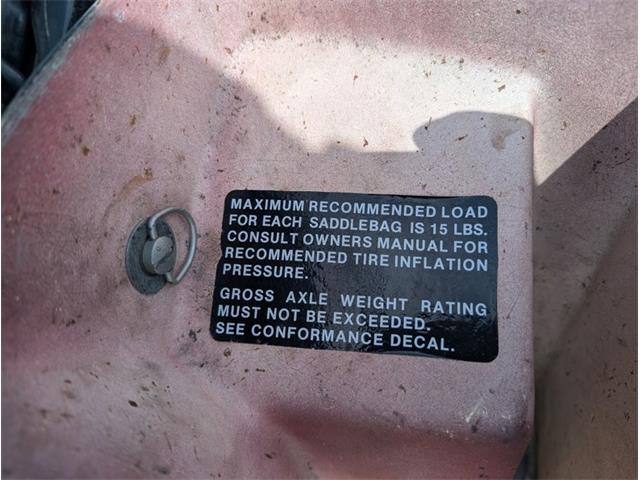 MAXIMUM RECOMMENDED LOAD
FOR EACH SADDLEBAG IS 15 LBS.
CONSULT OWNERS MANUAL FOR
RECOMMENDED TIRE INFLATION
PRESSURE.
GROSS AXLE WEIGHT RATING
MUST NOT BE EXCEEDED.
SEE CONFORMANCE DECAL.